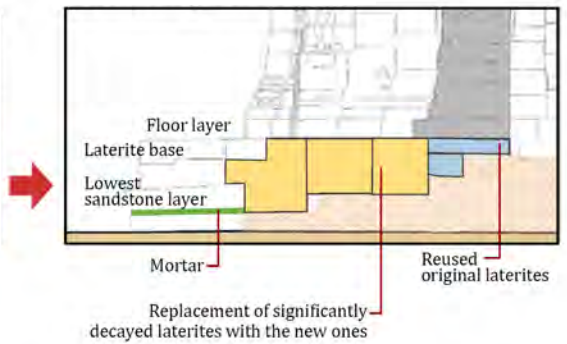 Floor layer
Laterite base
Lowest
sandstone layer
Mortar
Reused
original laterites
Replacement of significantly
decayed laterites with the new ones